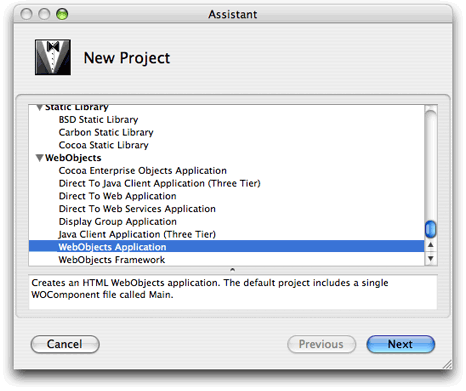 Assistant
New Project
Static Library
BSD Static Library
Carbon Static Library
Cocoa Static Library
WebObjects
Cocoa Enterprise Objects Application
Direct To Java Client Application (Three Tier)
Direct To Web Application
Direct To Web Services Application
Display Group Application
Java Client Application (Three Tier)
WebObjects Application
WebObjects Framework
Creates an HTML WebObjects application. The default project includes a single
WOComponent file called Main.
Cancel
Previous
Next